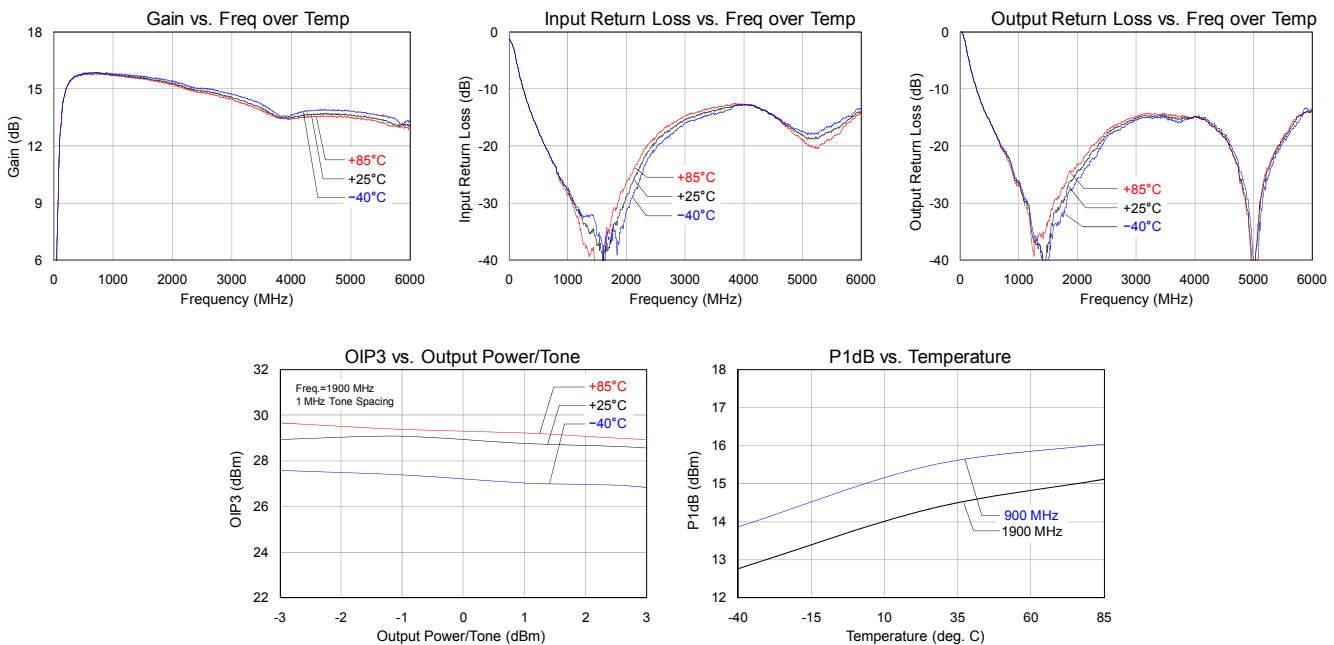 Gain vs. Freq over Temp
18
15
12
9
6
Gain (dB)
+85°C
+25°C
−40°C
0 1000 2000 3000 4000 5000 6000
Frequency (MHz)
Input Return Loss vs. Freq over Temp
0
-10
-20
-30
-40
Input Return Loss (dB)
+85°C
+25°C
−40°C
0 1000 2000 3000 4000 5000 6000
Frequency (MHz)
Output Return Loss vs. Freq over Temp
0
-10
-20
-30
-40
Output Return Loss (dB)
+85°C
+25°C
−40°C
0 1000 2000 3000 4000 5000 6000
Frequency (MHz)
OIP3 vs. Output Power/Tone
32
30
28
26
24
22
OIP3 (dBm)
Freq.=1900 MHz
1 MHz Tone Spacing
+85°C
+25°C
−40°C
-3 -2 -1 0 1 2 3
Output Power/Tone (dBm)
P1dB vs. Temperature
18
17
16
15
14
13
12
P1dB (dBm)
900 MHz
1900 MHz
-40 -15 10 35 60 85
Temperature (deg. C)